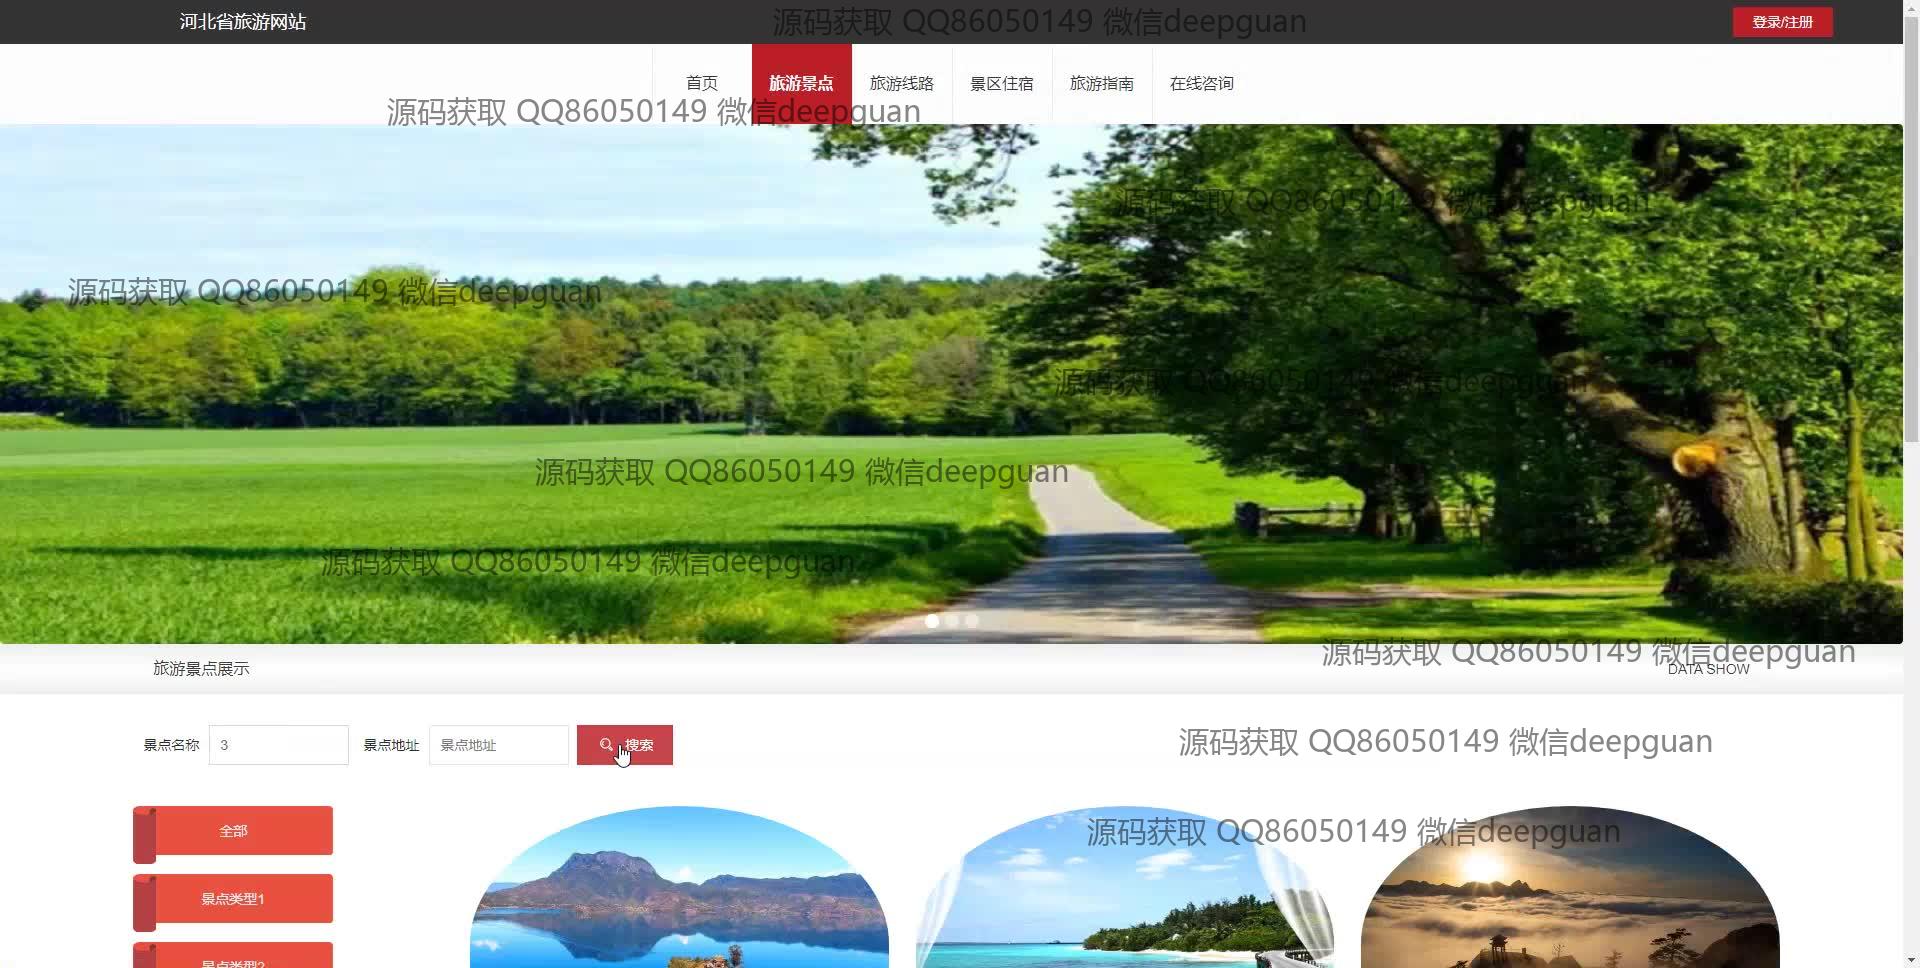 河北省旅游网站
源码获取 QQ86050149 微信deepguan
登录/注册
首页
旅游景点
旅游线路
景区住宿
旅游指南
在线咨询
源码获取 QQ86050149 微信deepguan
源码获取 QQ86050149 微信deepguan
源码获取 QQ86050149 微信deepguan
源码获取 QQ86050149 微信deepguan
源码获取 QQ86050149 微信deepguan
源码获取 QQ86050149 微信deepguan
源码获取 QQ86050149 微信deepguan
旅游景点展示
DATA SHOW
景点名称
3
景点地址
景点地址
搜索
源码获取 QQ86050149 微信deepguan
源码获取 QQ86050149 微信deepguan
全部
景点类型1
景点类型2